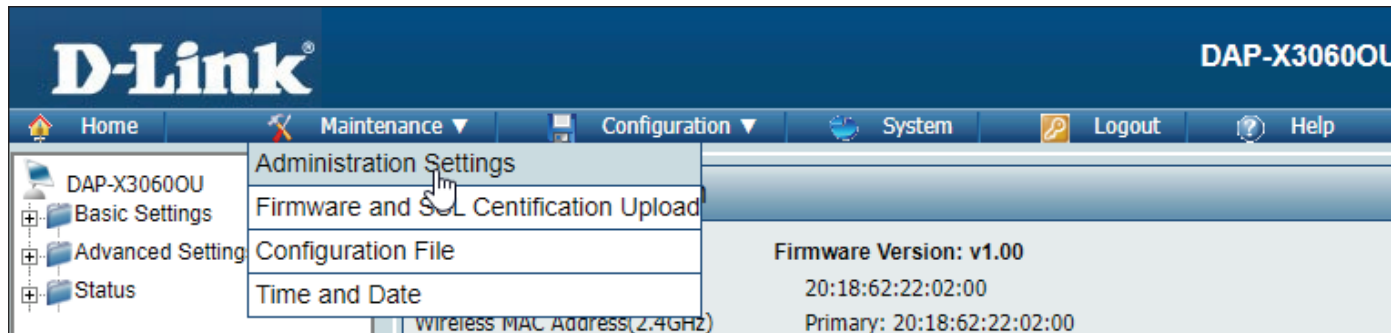 D-Link®
DAP-X3060OU
Home Maintenance ▼ Configuration ▼ System Logout Help
Administration Settings
Firmware and SSL Centification Upload
Configuration File
Time and Date
DAP-X3060OU
Basic Settings
Advanced Setting
Status
Firmware Version: v1.00
20:18:62:22:02:00
Wireless MAC Address(2.4GHz) Primary: 20:18:62:22:02:00